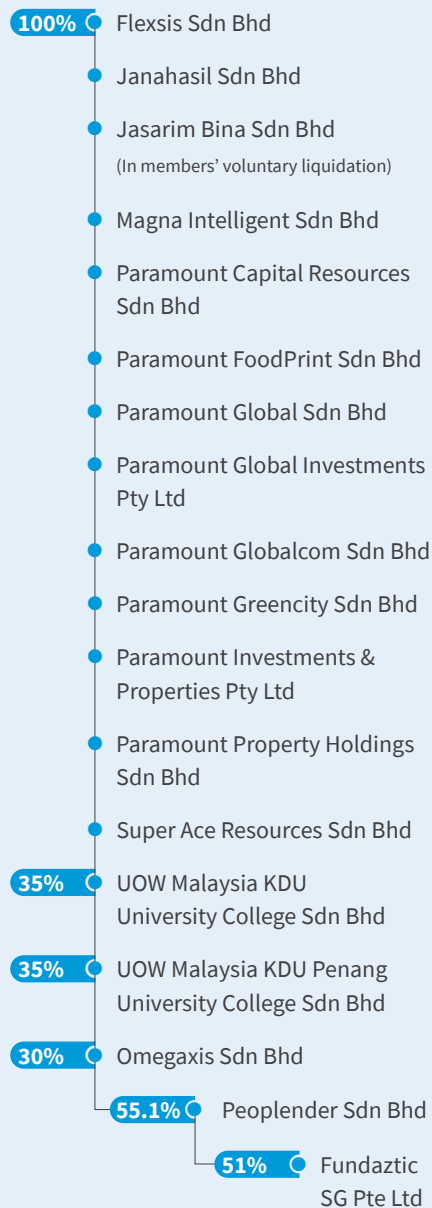 100% Flexsis Sdn Bhd
Janahasil Sdn Bhd
Jasarim Bina Sdn Bhd
(In members’ voluntary liquidation)
Magna Intelligent Sdn Bhd
Paramount Capital Resources
Sdn Bhd
Paramount FoodPrint Sdn Bhd
Paramount Global Sdn Bhd
Paramount Global Investments
Pty Ltd
Paramount Globalcom Sdn Bhd
Paramount Greencity Sdn Bhd
Paramount Investments &
Properties Pty Ltd
Paramount Property Holdings
Sdn Bhd
Super Ace Resources Sdn Bhd
35% UOW Malaysia KDU
University College Sdn Bhd
35% UOW Malaysia KDU Penang
University College Sdn Bhd
30% Omegaxis Sdn Bhd
55.1% Peoplender Sdn Bhd
51% Fundaztic
SG Pte Ltd